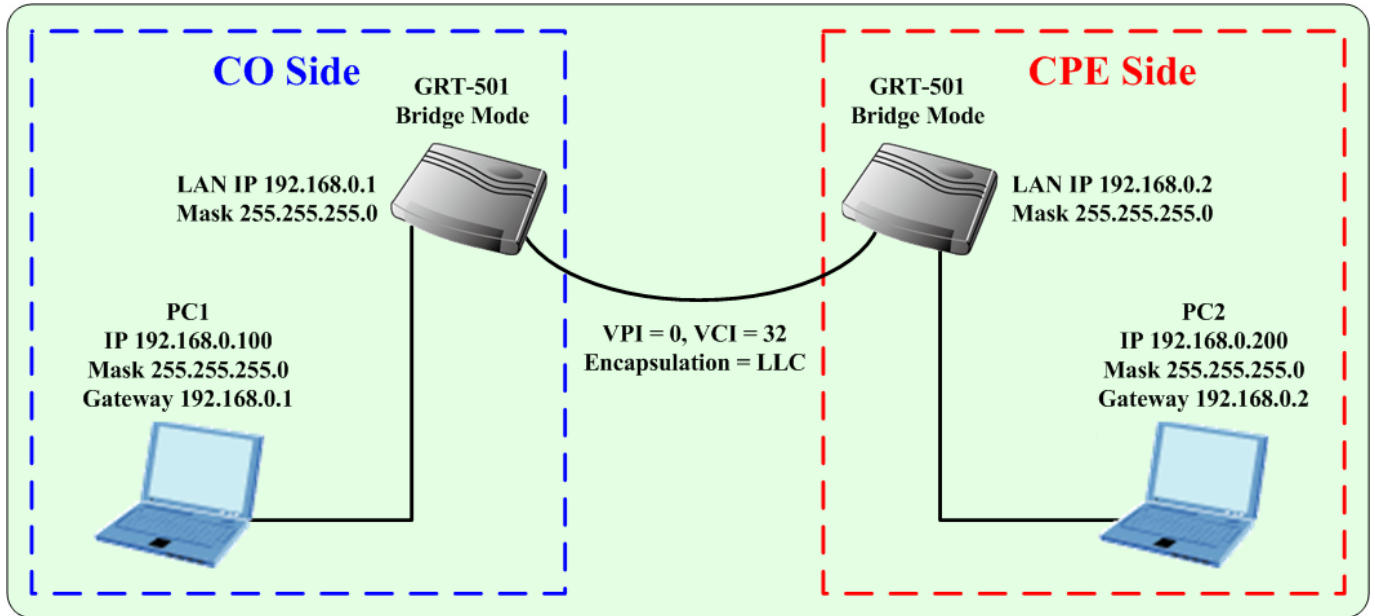 CO Side
GRT-501
Bridge Mode
LAN IP 192.168.0.1
Mask 255.255.255.0
PC1
IP 192.168.0.100
Mask 255.255.255.0
Gateway 192.168.0.1
VPI = 0, VCI = 32
Encapsulation = LLC
CPE Side
GRT-501
Bridge Mode
LAN IP 192.168.0.2
Mask 255.255.255.0
PC2
IP 192.168.0.200
Mask 255.255.255.0
Gateway 192.168.0.2